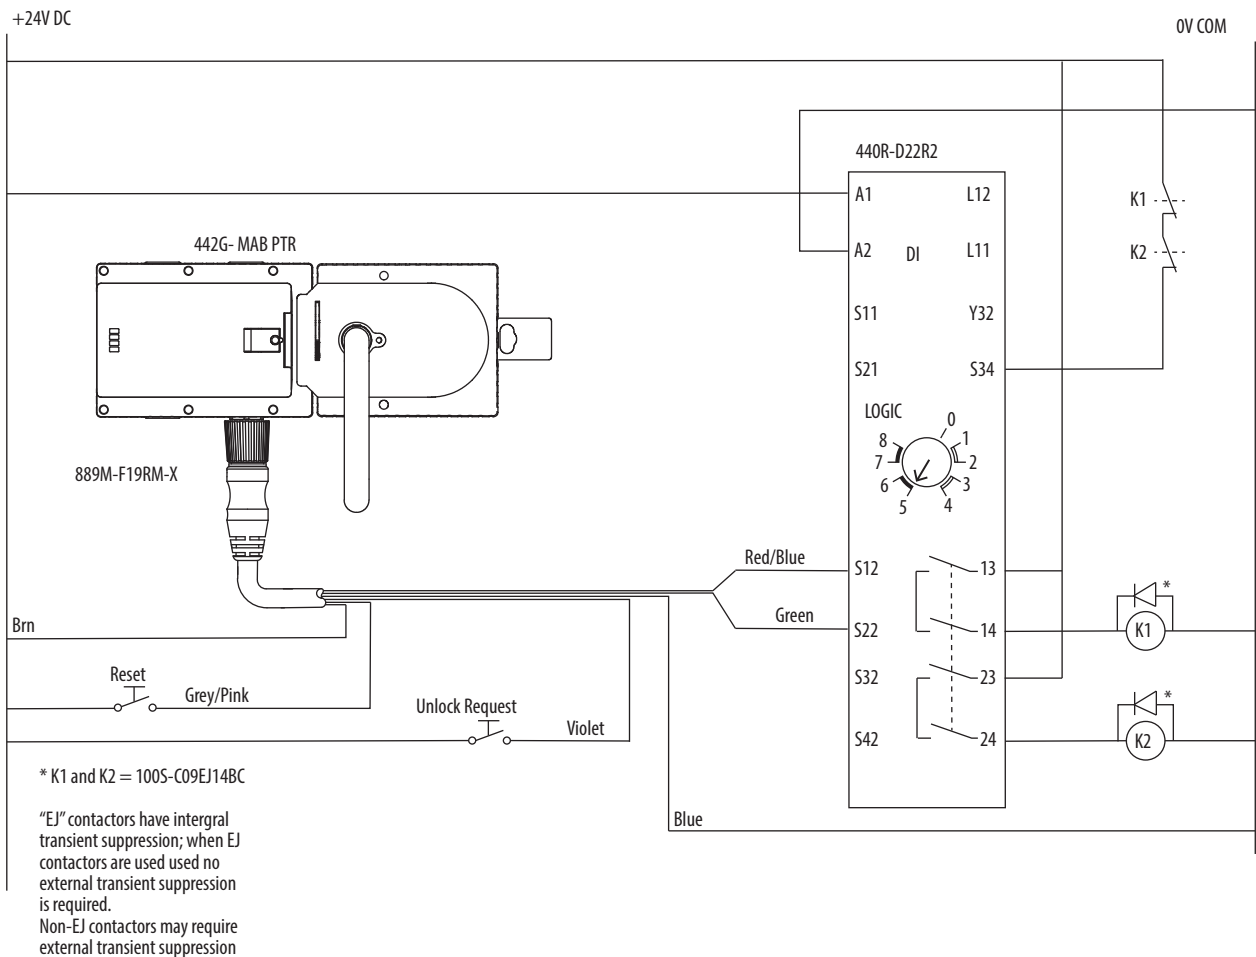 +24V DC
0V COM
440R-D22R2
A1
L12
K1
442G- MAB PTR
A2
DI
L11
K2
S11
Y32
S21
S34
LOGIC
0
8
1
7
2
6
3
5
4
889M-F19RM-X
Red/Blue
S12
13
*
Green
S22
14
K1
Brn
Reset
Grey/Pink
S32
23
*
Unlock Request
Violet
S42
24
K2
* K1 and K2 = 100S-C09EJ14BC
"EJ" contactors have intergral
transient suppression; when EJ
contactors are used used no
external transient suppression
is required.
Non-EJ contactors may require
external transient suppression
Blue